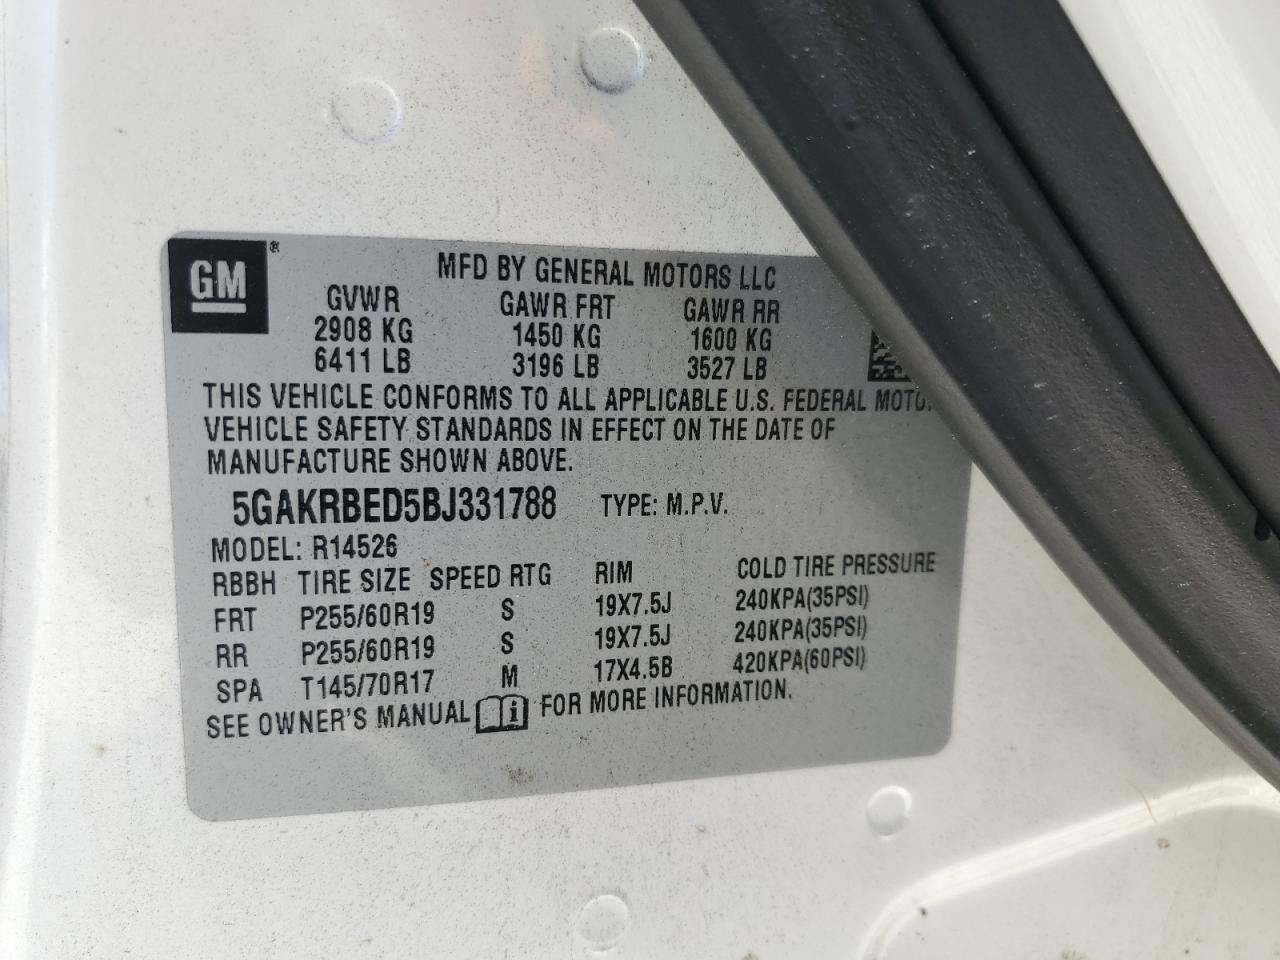 GM®
MFD BY GENERAL MOTORS LLC
GVWR GAWR FRT GAWR RR
2908 KG 1450 KG 1600 KG
6411 LB 3196 LB 3527 LB
THIS VEHICLE CONFORMS TO ALL APPLICABLE U.S. FEDERAL
VEHICLE SAFETY STANDARDS IN EFFECT ON THE DATE OF
MANUFACTURE SHOWN ABOVE.
5GAKRBED5BJ331788 TYPE: M.P.V.
MODEL: R14526
RBBH TIRE SIZE SPEED RTG RIM COLD TIRE PRESSURE
FRT P255/60R19 S 19X7.5J 240KPA(35PSI)
RR P255/60R19 S 19X7.5J 240KPA(35PSI)
SPA T145/70R17 M 17X4.5B 420KPA(60PSI)
SEE OWNER'S MANUAL i FOR MORE INFORMATION.